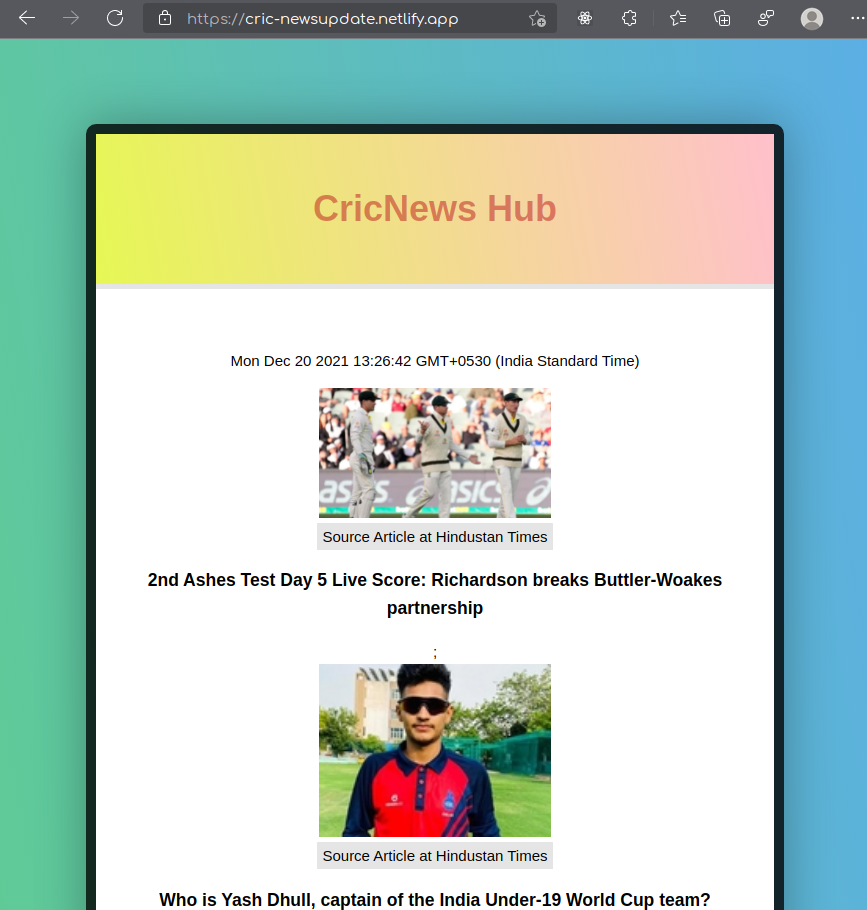 https://cric-newsupdate.netlify.app
CricNews Hub
Mon Dec 20 2021 13:26:42 GMT+0530 (India Standard Time)
asics
asics
Source Article at Hindustan Times
2nd Ashes Test Day 5 Live Score: Richardson breaks Buttler-Woakes
partnership
;
Source Article at Hindustan Times
Who is Yash Dhull, captain of the India Under-19 World Cup team?